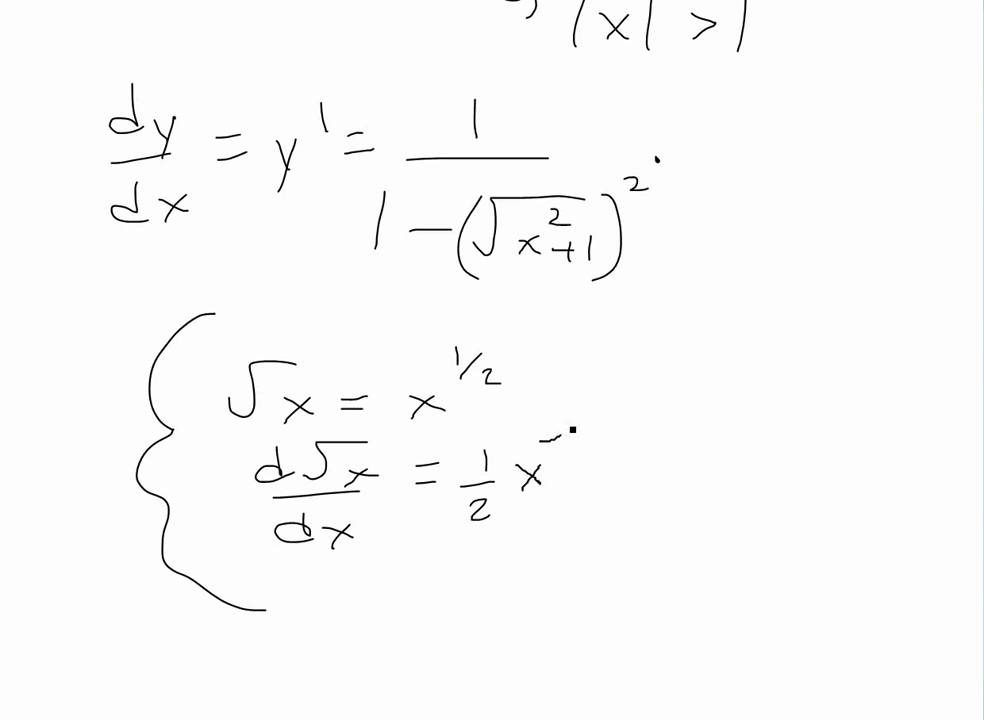 |x| > 1
dy/dx = y' = 1/(1 - (√(x²+1))²) ·
√x = x^(1/2)
d√x/dx = 1/2 x^-